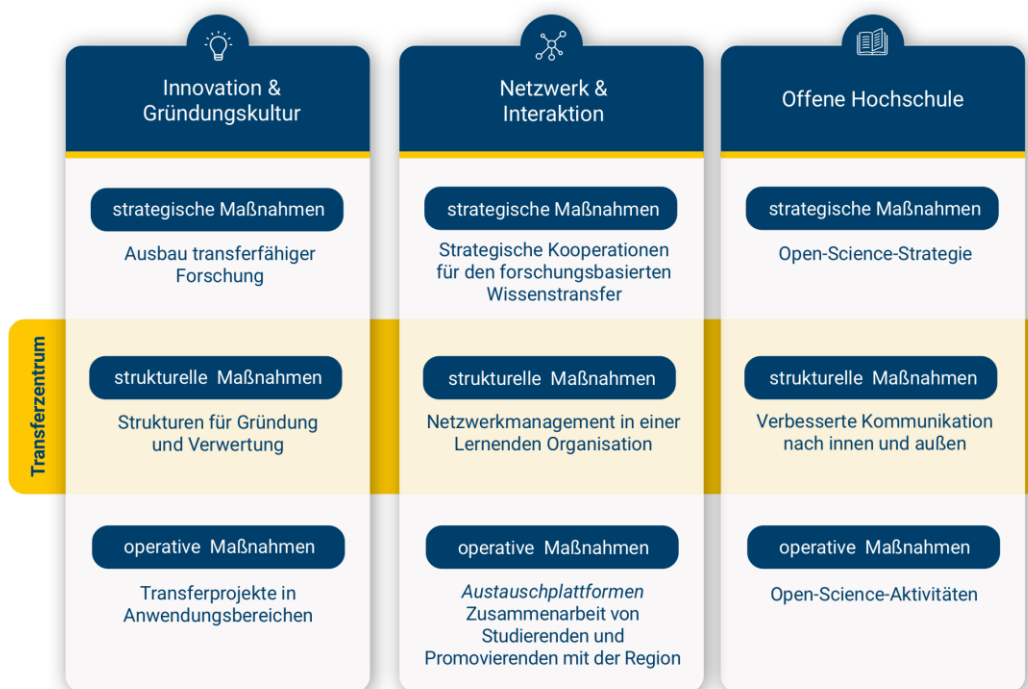 Innovation &
Gründungskultur
strategische Maßnahmen
Ausbau transferfähiger
Forschung
strukturelle Maßnahmen
Strukturen für Gründung
und Verwertung
operative Maßnahmen
Transferprojekte in
Anwendungsbereichen
Netzwerk &
Interaktion
strategische Maßnahmen
Strategische Kooperationen
für den forschungsbasierten
Wissenstransfer
strukturelle Maßnahmen
Netzwerkmanagement in einer
Lernenden Organisation
operative Maßnahmen
Austauschplattformen
Zusammenarbeit von
Studierenden und
Promovierenden mit der Region
Offene Hochschule
strategische Maßnahmen
Open-Science-Strategie
strukturelle Maßnahmen
Verbesserte Kommunikation
nach innen und außen
operative Maßnahmen
Open-Science-Aktivitäten
Transferzentrum